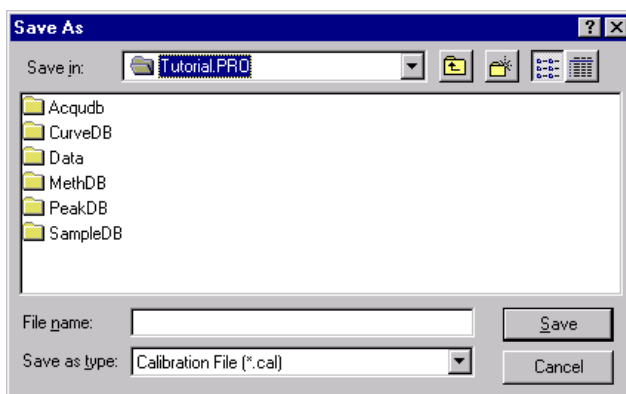 Save As
?
Save in: Tutorial.PRO
Acqudb
CurveDB
Data
MethDB
PeakDB
SampleDB
File name: Save
Save as type: Calibration File (*.cal) Cancel